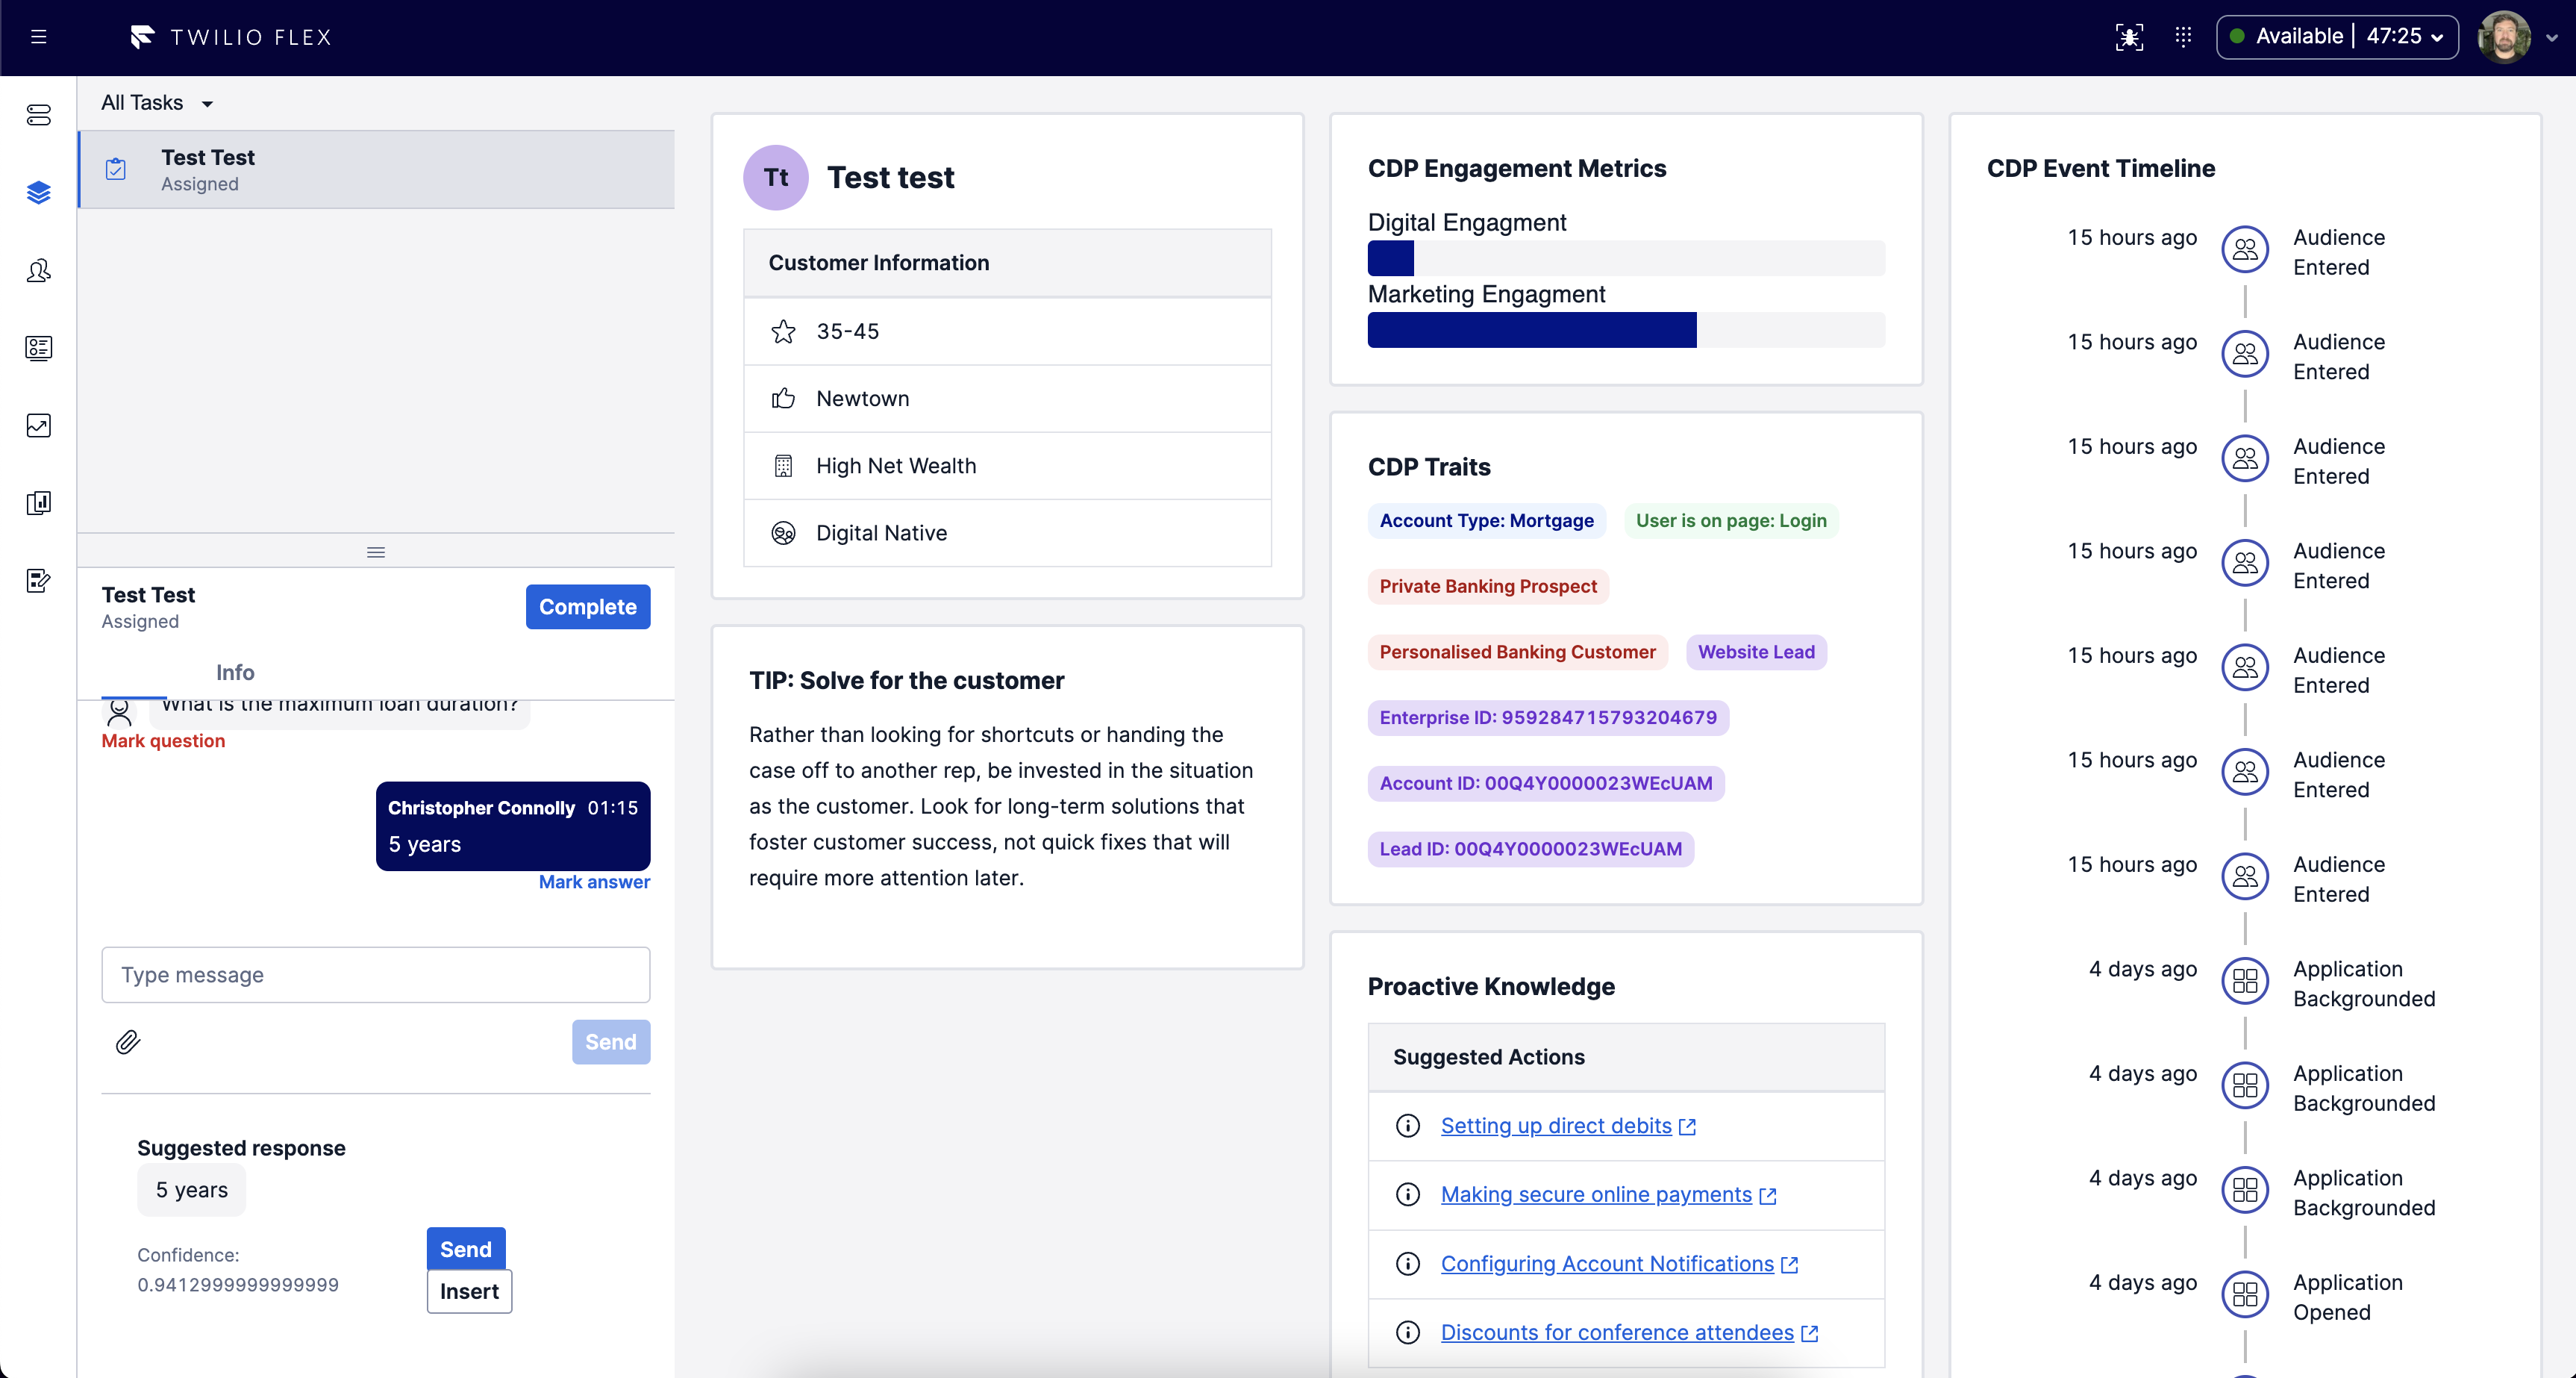 TWILIO FLEX
Available | 47:25
All Tasks
Test Test
Assigned
Test Test
Assigned
Complete
Info
What is the maximum loan duration?
Mark question
Christopher Connolly 01:15
5 years
Mark answer
Type message
Send
Suggested response
5 years
Confidence:
0.9412999999999999
Send
Insert
Tt
Test test
Customer Information
35-45
Newtown
High Net Wealth
Digital Native
TIP: Solve for the customer
Rather than looking for shortcuts or handing the
case off to another rep, be invested in the situation
as the customer. Look for long-term solutions that
foster customer success, not quick fixes that will
require more attention later.
CDP Engagement Metrics
Digital Engagment
Marketing Engagment
CDP Traits
Account Type: Mortgage
User is on page: Login
Private Banking Prospect
Personalised Banking Customer
Website Lead
Enterprise ID: 959284715793204679
Account ID: 00Q4Y0000023WEcUAM
Lead ID: 00Q4Y0000023WEcUAM
Proactive Knowledge
Suggested Actions
Setting up direct debits
Making secure online payments
Configuring Account Notifications
Discounts for conference attendees
CDP Event Timeline
15 hours ago
Audience
Entered
15 hours ago
Audience
Entered
15 hours ago
Audience
Entered
15 hours ago
Audience
Entered
15 hours ago
Audience
Entered
15 hours ago
Audience
Entered
15 hours ago
Audience
Entered
4 days ago
Application
Backgrounded
4 days ago
Application
Backgrounded
4 days ago
Application
Backgrounded
4 days ago
Application
Opened